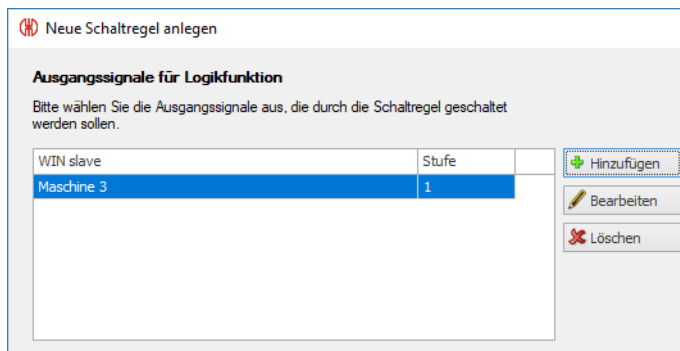 Neue Schaltregel anlegen
Ausgangssignale für Logikfunktion
Bitte wählen Sie die Ausgangssignale aus, die durch die Schaltregel geschaltet
werden sollen.
WIN slave Stufe
Hinzufügen
Maschine 3 1
Bearbeiten
Löschen